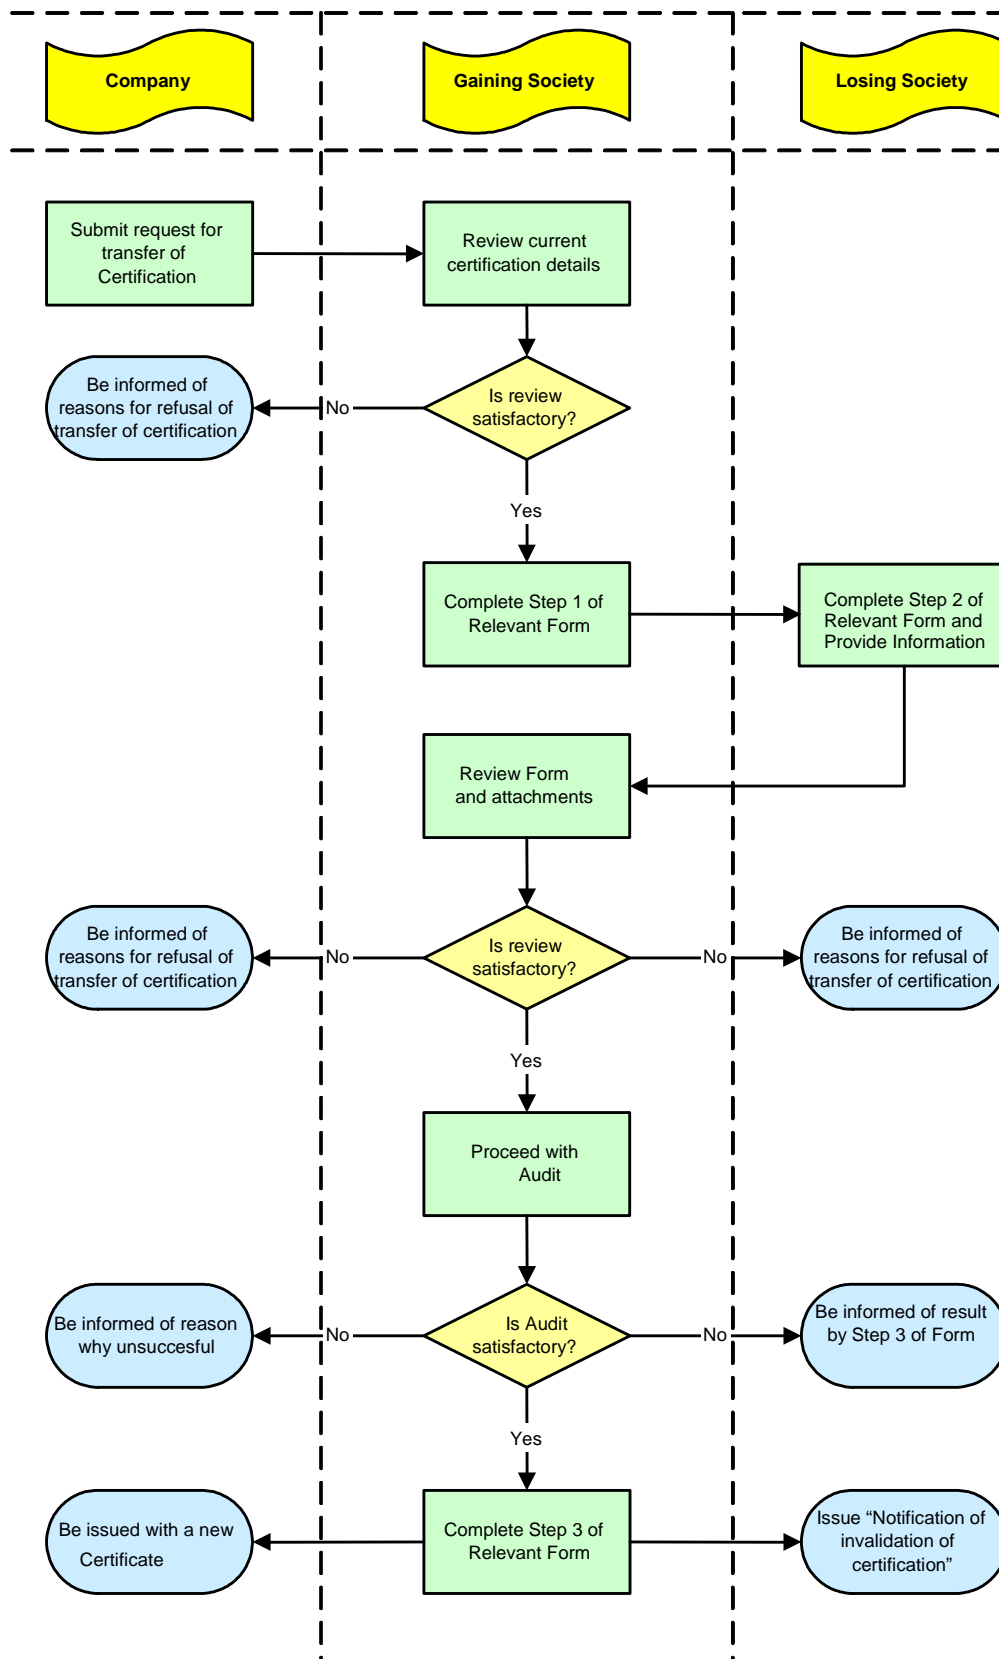 Company
Gaining Society
Losing Society
Submit request for
transfer of
Certification
Review current
certification details
Be informed of
reasons for refusal of
transfer of certification
No
Is review
satisfactory?
Yes
Complete Step 1 of
Relevant Form
Complete Step 2 of
Relevant Form and
Provide Information
Review Form
and attachments
Be informed of
reasons for refusal of
transfer of certification
No
Is review
satisfactory?
No
Be informed of
reasons for refusal of
transfer of certification
Yes
Proceed with
Audit
Be informed of reason
why unsuccesful
No
Is Audit
satisfactory?
No
Be informed of result
by Step 3 of Form
Yes
Be issued with a new
Certificate
Complete Step 3 of
Relevant Form
Issue “Notification of
invalidation of
certification”